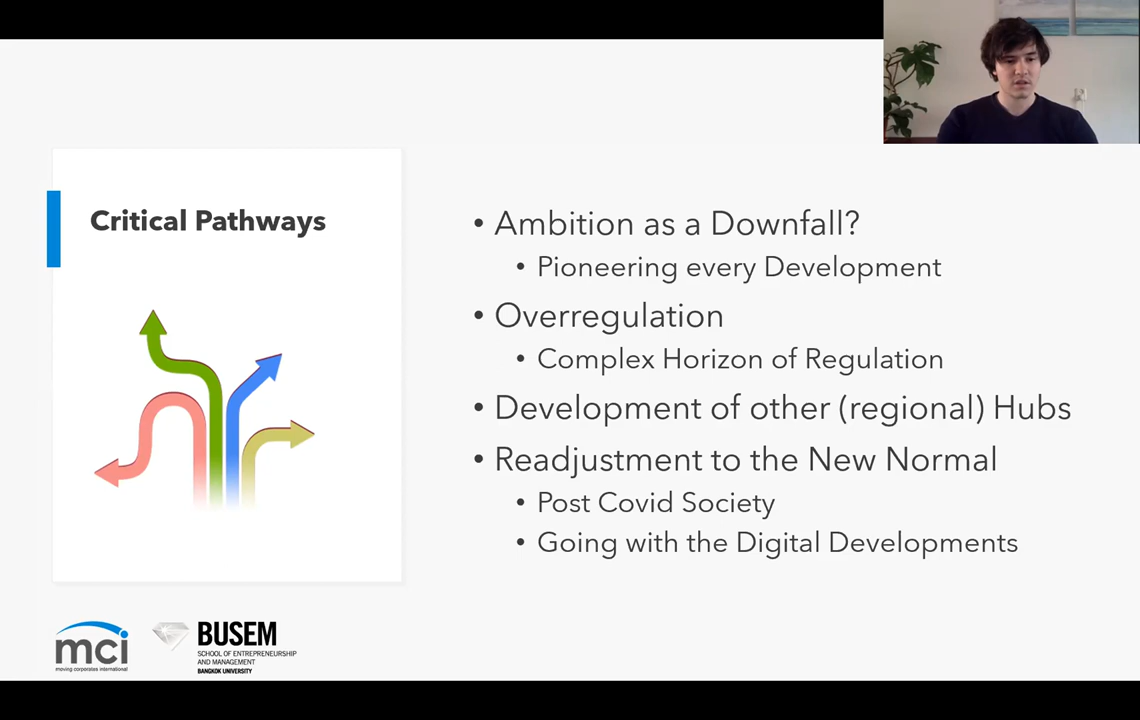 Critical Pathways
• Ambition as a Downfall?
• Pioneering every Development
• Overregulation
• Complex Horizon of Regulation
• Development of other (regional) Hubs
• Readjustment to the New Normal
• Post Covid Society
• Going with the Digital Developments
mci
moving corporates international
BUSEM
SCHOOL OF ENTREPRENEURSHIP
AND MANAGEMENT
BANGKOK UNIVERSITY